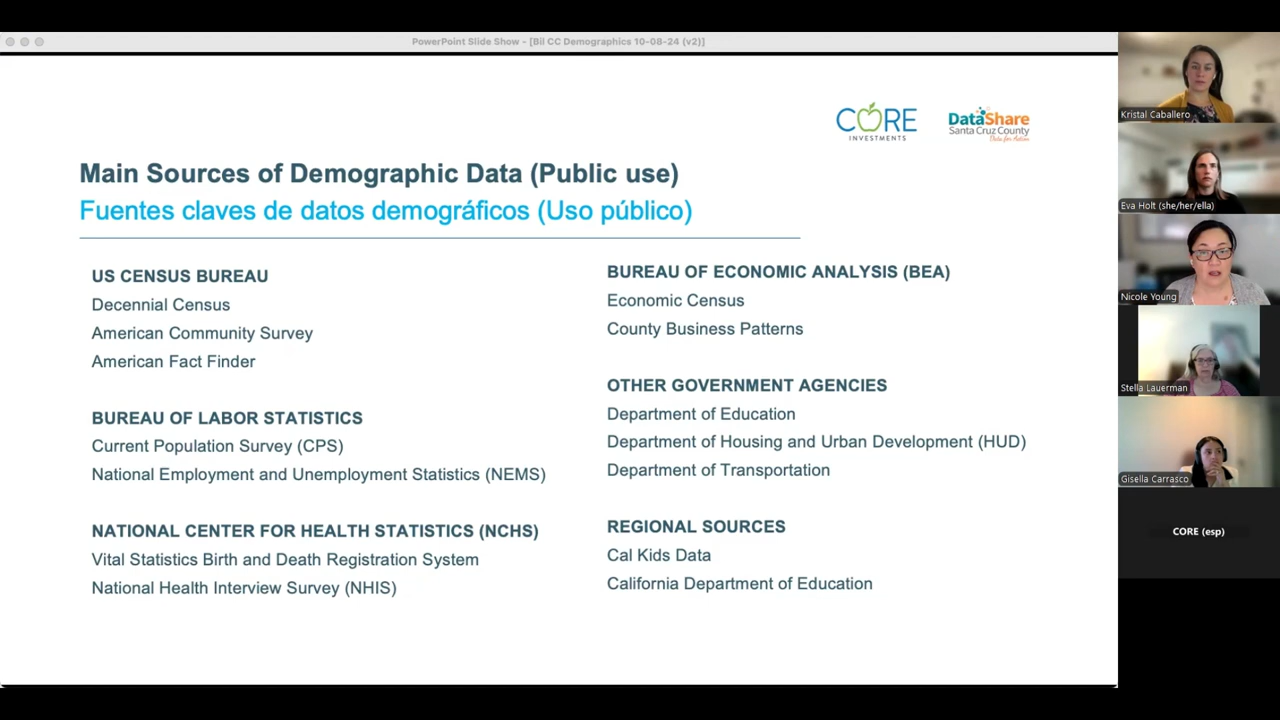 PowerPoint Slide Show - [Bil CC Demographics 10-08-24 (v2)]
CORE
INVESTMENTS
DataShare
Santa Cruz County
Data for Action
Main Sources of Demographic Data (Public use)
Fuentes claves de datos demográficos (Uso público)
US CENSUS BUREAU
Decennial Census
American Community Survey
American Fact Finder
BUREAU OF LABOR STATISTICS
Current Population Survey (CPS)
National Employment and Unemployment Statistics (NEMS)
NATIONAL CENTER FOR HEALTH STATISTICS (NCHS)
Vital Statistics Birth and Death Registration System
National Health Interview Survey (NHIS)
BUREAU OF ECONOMIC ANALYSIS (BEA)
Economic Census
County Business Patterns
OTHER GOVERNMENT AGENCIES
Department of Education
Department of Housing and Urban Development (HUD)
Department of Transportation
REGIONAL SOURCES
Cal Kids Data
California Department of Education
Kristal Caballero
Eva Holt (she/her/ella)
Nicole Young
Stella Lauerman
Gisella Carrasco
CORE (esp)